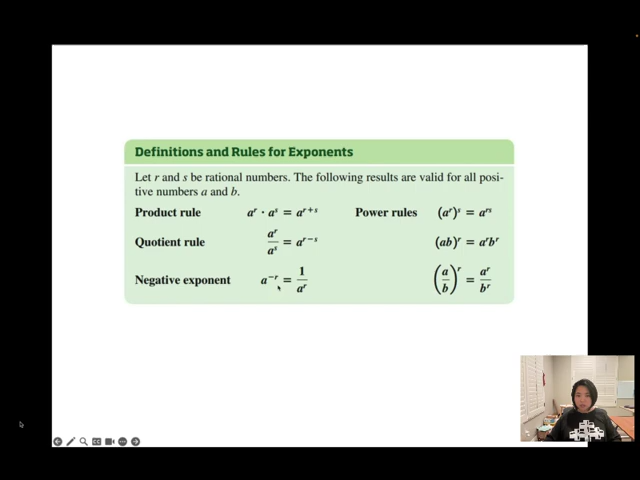 Definitions and Rules for Exponents
Let r and s be rational numbers. The following results are valid for all posi-
tive numbers a and b.
Product rule a^r · a^s = a^{r+s} Power rules (a^r)^s = a^{rs}
Quotient rule a^r/a^s = a^{r−s} (ab)^r = a^r b^r
Negative exponent a^{−r} = 1/a^r (a/b)^r = a^r/b^r